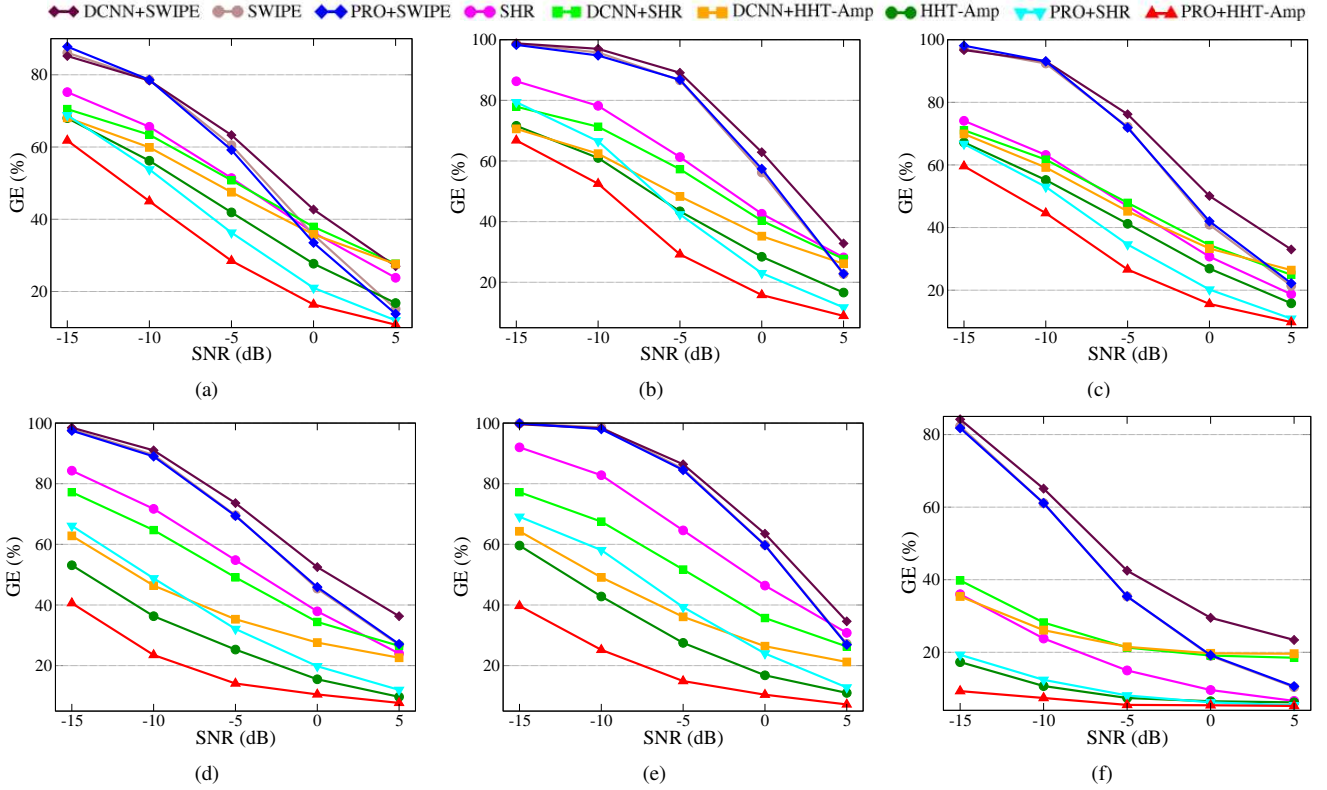 DCNN+SWIPE SWIPE PRO+SWIPE SHR DCNN+SHR DCNN+HHT-Amp HHT-Amp PRO+SHR PRO+HHT-Amp
80
60
40
20
GE (%)
-15 -10 -5 0 5
SNR (dB)
(a)
100
80
60
40
20
GE (%)
-15 -10 -5 0 5
SNR (dB)
(b)
100
80
60
40
20
GE (%)
-15 -10 -5 0 5
SNR (dB)
(c)
100
80
60
40
20
GE (%)
-15 -10 -5 0 5
SNR (dB)
(d)
100
80
60
40
20
GE (%)
-15 -10 -5 0 5
SNR (dB)
(e)
80
60
40
20
GE (%)
-15 -10 -5 0 5
SNR (dB)
(f)